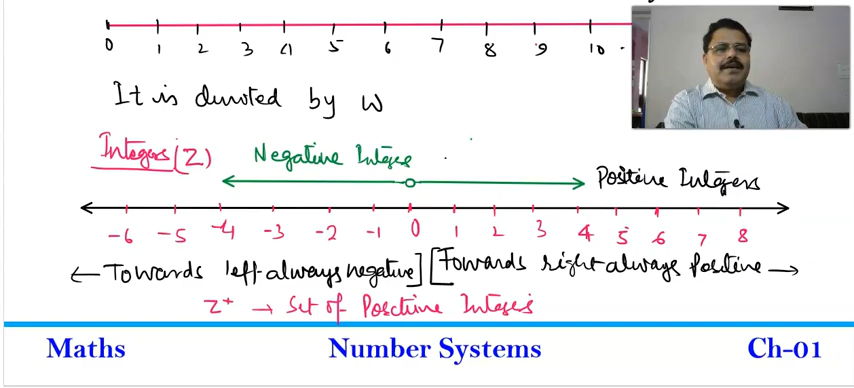 0 1 2 3 4 5 6 7 8 9 10
It is denoted by W
Integers (Z) Negative Integers
Positive Integers
-6 -5 -4 -3 -2 -1 0 1 2 3 4 5 6 7 8
← Towards left always negative] [Towards right always Positive →
Z+ → Set of Positive Integers
Maths Number Systems Ch-01